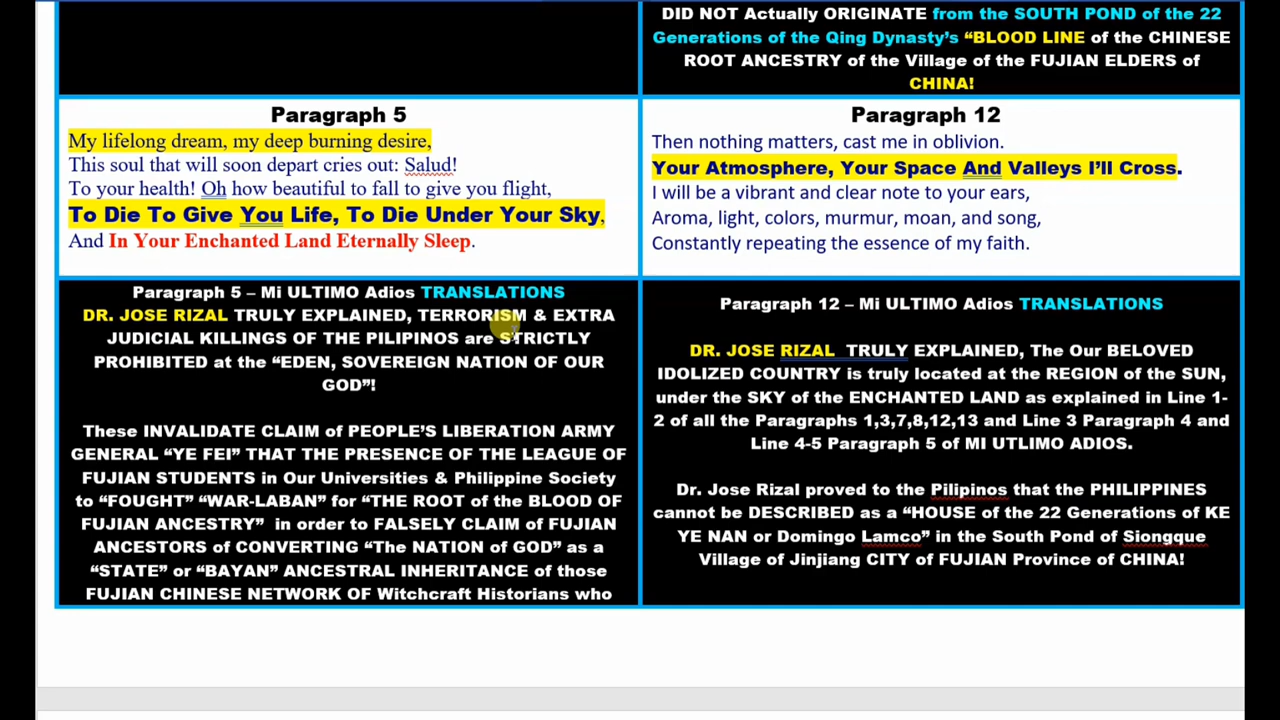 DID NOT Actually ORIGINATE from the SOUTH POND of the 22
Generations of the Qing Dynasty's “BLOOD LINE of the CHINESE
ROOT ANCESTRY of the Village of the FUJIAN ELDERS of
CHINA!
Paragraph 5
My lifelong dream, my deep burning desire,
This soul that will soon depart cries out: Salud!
To your health! Oh how beautiful to fall to give you flight,
To Die To Give You Life, To Die Under Your Sky,
And In Your Enchanted Land Eternally Sleep.
Paragraph 12
Then nothing matters, cast me in oblivion.
Your Atmosphere, Your Space And Valleys I’ll Cross.
I will be a vibrant and clear note to your ears,
Aroma, light, colors, murmur, moan, and song,
Constantly repeating the essence of my faith.
Paragraph 5 – Mi ULTIMO Adios TRANSLATIONS
DR. JOSE RIZAL TRULY EXPLAINED, TERRORISM & EXTRA
JUDICIAL KILLINGS OF THE PILIPINOS are STRICTLY
PROHIBITED at the “EDEN, SOVEREIGN NATION OF OUR
GOD”!
These INVALIDATE CLAIM of PEOPLE’S LIBERATION ARMY
GENERAL “YE FEI” THAT THE PRESENCE OF THE LEAGUE OF
FUJIAN STUDENTS in Our Universities & Philippine Society
to “FOUGHT” “WAR-LABAN” for “THE ROOT of the BLOOD OF
FUJIAN ANCESTRY” in order to FALSELY CLAIM of FUJIAN
ANCESTORS of CONVERTING “The NATION of GOD” as a
“STATE” or “BAYAN” ANCESTRAL INHERITANCE of those
FUJIAN CHINESE NETWORK OF Witchcraft Historians who
Paragraph 12 – Mi ULTIMO Adios TRANSLATIONS
DR. JOSE RIZAL TRULY EXPLAINED, The Our BELOVED
IDOLIZED COUNTRY is truly located at the REGION of the SUN,
under the SKY of the ENCHANTED LAND as explained in Line 1-
2 of all the Paragraphs 1,3,7,8,12,13 and Line 3 Paragraph 4 and
Line 4-5 Paragraph 5 of MI UTLIMO ADIOS.
Dr. Jose Rizal proved to the Pilipinos that the PHILIPPINES
cannot be DESCRIBED as a “HOUSE of the 22 Generations of KE
YE NAN or Domingo Lamco” in the South Pond of Siongque
Village of Jinjiang CITY of FUJIAN Province of CHINA!